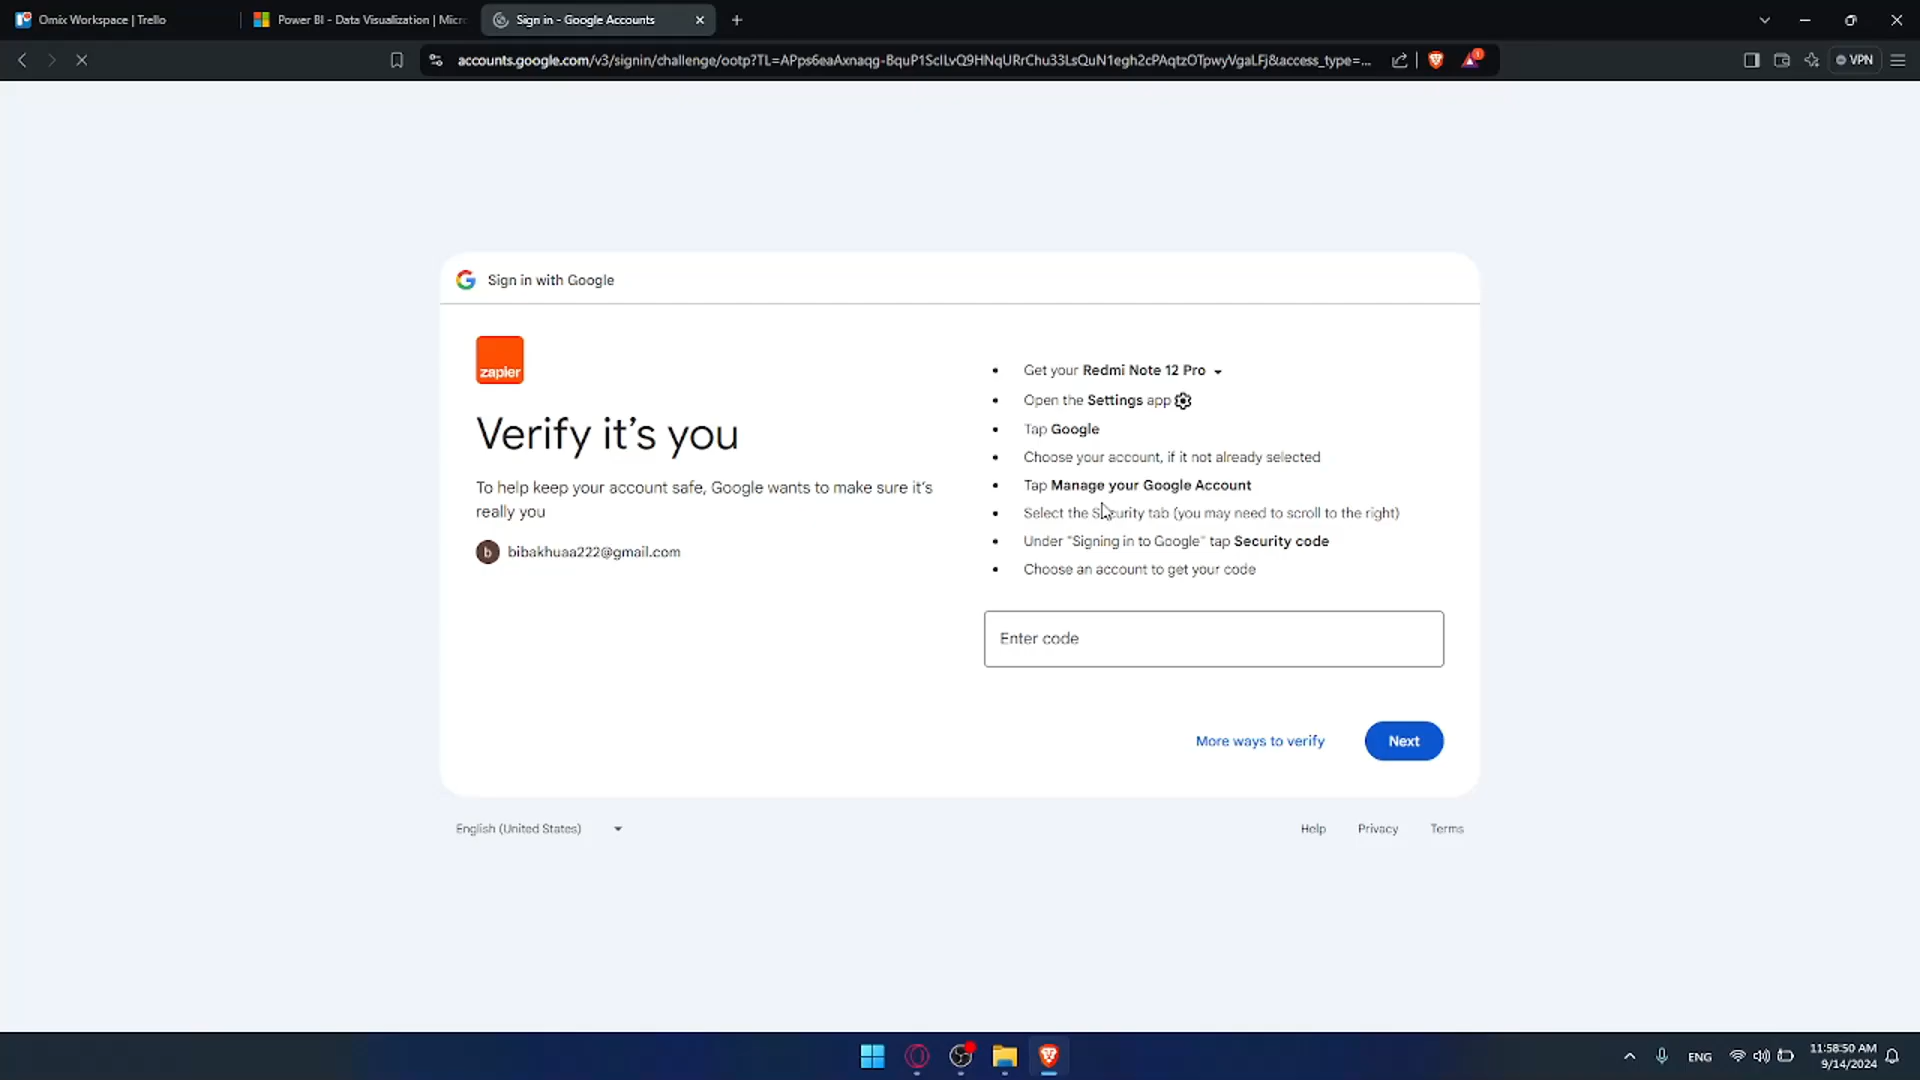 Omix Workspace | Trello
Power BI - Data Visualization | Micr
Sign in - Google Accounts
accounts.google.com/v3/signin/challenge/ootp?TL=APps6eaAxnaqg-BquP1ScILvQ9HNqURrChu33LsQuN1egh2cPAqtzOTpwyVgaLFj&access_type=...
1
VPN
Sign in with Google
zapier
Verify it's you
To help keep your account safe, Google wants to make sure it's
really you
b
bibakhuaa222@gmail.com
• Get your Redmi Note 12 Pro
• Open the Settings app
• Tap Google
• Choose your account, if it not already selected
• Tap Manage your Google Account
• Select the Security tab (you may need to scroll to the right)
• Under "Signing in to Google" tap Security code
• Choose an account to get your code
Enter code
More ways to verify
Next
English (United States)
Help
Privacy
Terms
ENG
11:58:50 AM
9/14/2024